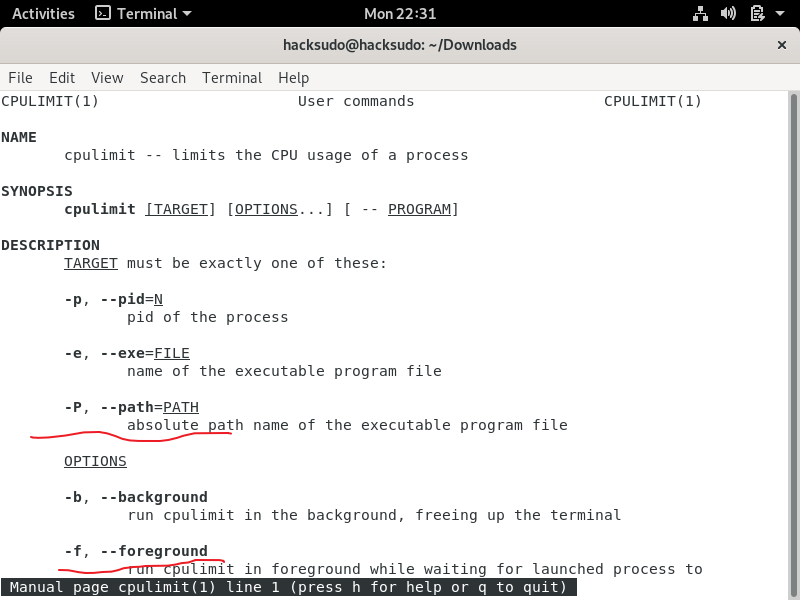 Activities Terminal Mon 22:31
hacksudo@hacksudo: ~/Downloads ×
File Edit View Search Terminal Help
CPULIMIT(1) User commands CPULIMIT(1)
NAME
cpulimit -- limits the CPU usage of a process
SYNOPSIS
cpulimit [TARGET] [OPTIONS...] [ -- PROGRAM]
DESCRIPTION
TARGET must be exactly one of these:
-p, --pid=N
pid of the process
-e, --exe=FILE
name of the executable program file
-P, --path=PATH
absolute path name of the executable program file
OPTIONS
-b, --background
run cpulimit in the background, freeing up the terminal
-f, --foreground
run cpulimit in foreground while waiting for launched process to
Manual page cpulimit(1) line 1 (press h for help or q to quit)